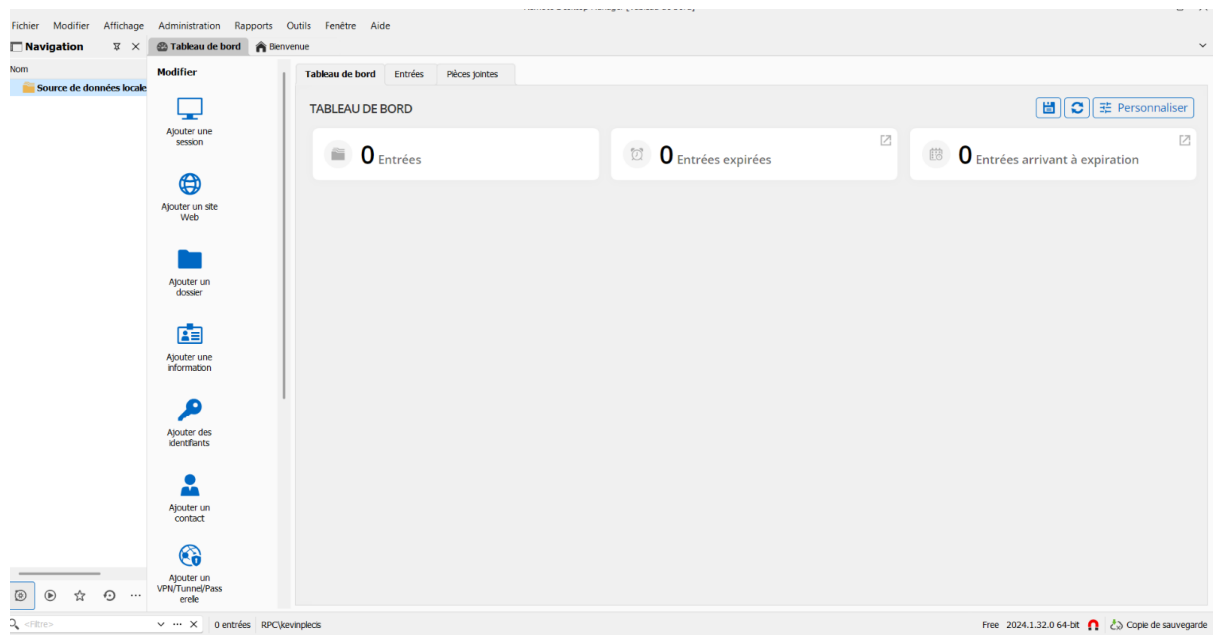 Fichier Modifier Affichage Administration Rapports Outils Fenêtre Aide
Navigation Tableau de bord Bienvenue
Nom
Source de données locale
Modifier
Ajouter une
session
Ajouter un site
Web
Ajouter un
dossier
Ajouter une
information
Ajouter des
identifiants
Ajouter un
contact
Ajouter un
VPN/Tunnel/Pass
erelle
Tableau de bord Entrées Pièces jointes
TABLEAU DE BORD
Personnaliser
0 Entrées
0 Entrées expirées
0 Entrées arrivant à expiration
<Filtre> 0 entrées RPC\kevinplecis
Free 2024.1.32.0 64-bit Copie de sauvegarde